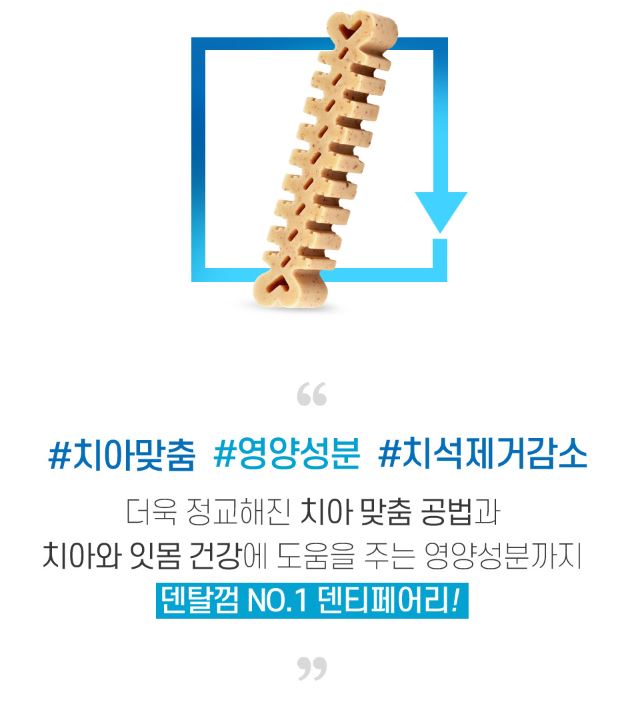 “
#치아맞춤 #영양성분 #치석제거감소
더욱 정교해진 치아 맞춤 공법과
치아와 잇몸 건강에 도움을 주는 영양성분까지
덴탈껌 NO.1 덴티페어리!
”